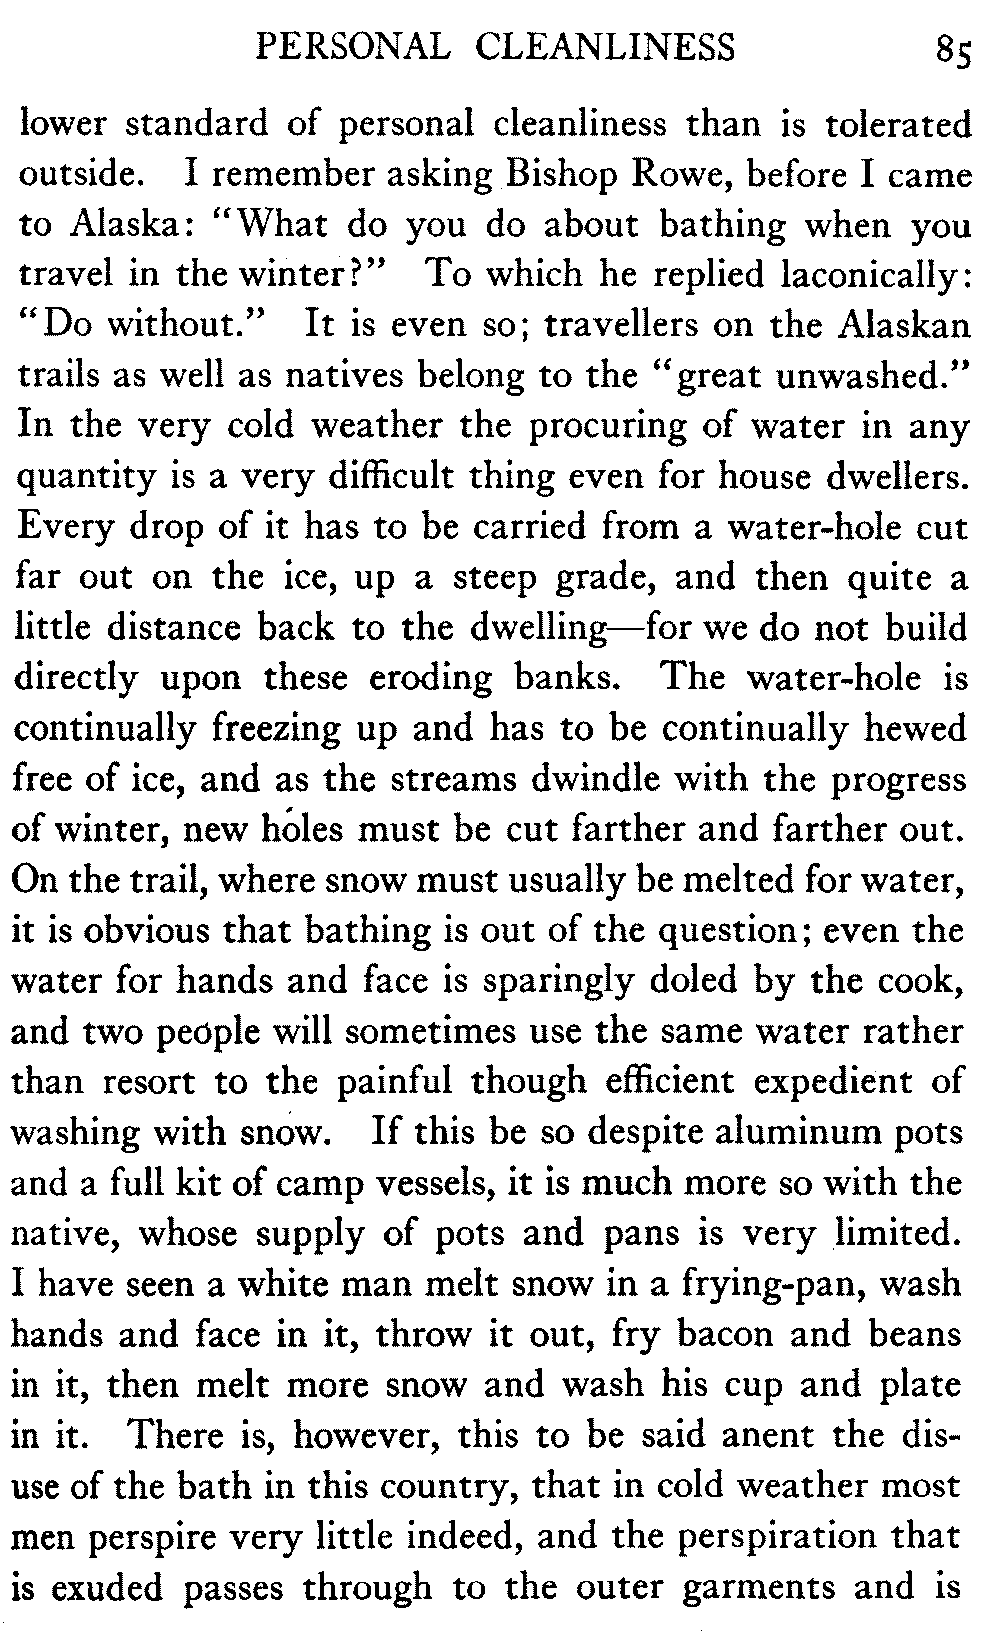 PERSONAL CLEANLINESS 85
lower standard of personal cleanliness than is tolerated
outside. I remember asking Bishop Rowe, before I came
to Alaska: "What do you do about bathing when you
travel in the winter?" To which he replied laconically:
"Do without." It is even so; travellers on the Alaskan
trails as well as natives belong to the "great unwashed."
In the very cold weather the procuring of water in any
quantity is a very difficult thing even for house dwellers.
Every drop of it has to be carried from a water-hole cut
far out on the ice, up a steep grade, and then quite a
little distance back to the dwelling—for we do not build
directly upon these eroding banks. The water-hole is
continually freezing up and has to be continually hewed
free of ice, and as the streams dwindle with the progress
of winter, new holes must be cut farther and farther out.
On the trail, where snow must usually be melted for water,
it is obvious that bathing is out of the question; even the
water for hands and face is sparingly doled by the cook,
and two people will sometimes use the same water rather
than resort to the painful though efficient expedient of
washing with snow. If this be so despite aluminum pots
and a full kit of camp vessels, it is much more so with the
native, whose supply of pots and pans is very limited.
I have seen a white man melt snow in a frying-pan, wash
hands and face in it, throw it out, fry bacon and beans
in it, then melt more snow and wash his cup and plate
in it. There is, however, this to be said anent the dis-
use of the bath in this country, that in cold weather most
men perspire very little indeed, and the perspiration that
is exuded passes through to the outer garments and is